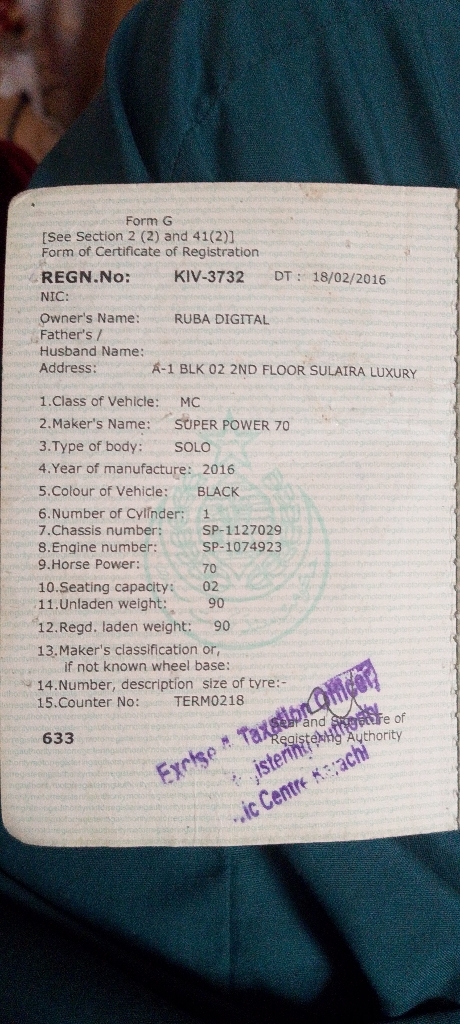 Form G
[See Section 2 (2) and 41(2)]
Form of Certificate of Registration
REGN.No: KIV-3732 DT : 18/02/2016
NIC:
Owner's Name: RUBA DIGITAL
Father's /
Husband Name:
Address: A-1 BLK 02 2ND FLOOR SULAIRA LUXURY
1.Class of Vehicle: MC
2.Maker's Name: SUPER POWER 70
3.Type of body: SOLO
4.Year of manufacture: 2016
5.Colour of Vehicle: BLACK
6.Number of Cylinder: 1
7.Chassis number: SP-1127029
8.Engine number: SP-1074923
9.Horse Power: 70
10.Seating capacity: 02
11.Unladen weight: 90
12.Regd. laden weight: 90
13.Maker's classification or,
if not known wheel base:
14.Number, description size of tyre:-
15.Counter No: TERM0218
633
Seal and Signature of
Registering Authority
Excise & Taxation Officer
Registering Authority
Centre Karachi